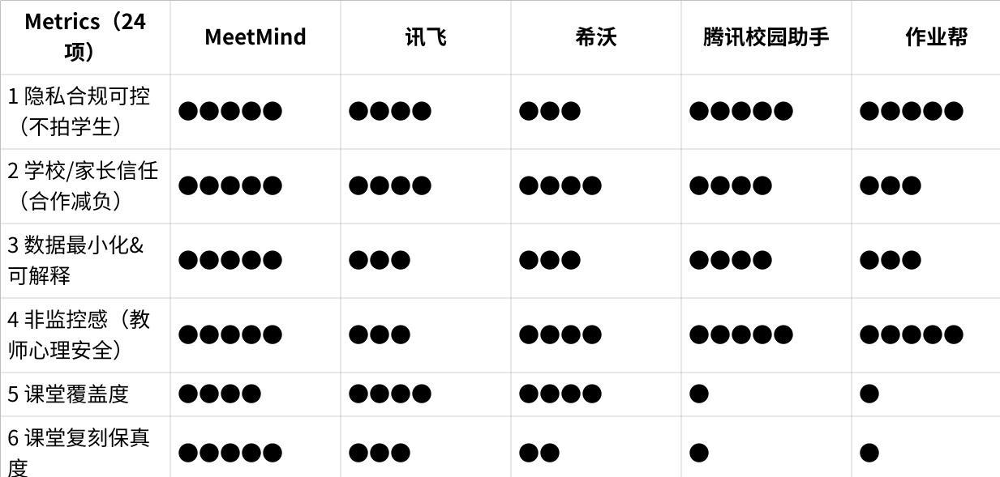 Metrics（24
项）
MeetMind
讯飞
希沃
腾讯校园助手
作业帮
1 隐私合规可控
（不拍学生）
●●●●●
●●●●
●●●
●●●●●
●●●●●
2 学校/家长信任
（合作减负）
●●●●●
●●●●
●●●●
●●●●
●●●
3 数据最小化&
可解释
●●●●●
●●●
●●●
●●●●
●●●
4 非监控感（教
师心理安全）
●●●●●
●●●
●●●●
●●●●●
●●●●●
5 课堂覆盖度
●●●●
●●●●
●●●●
●
●
6 课堂复刻保真
度
●●●●●
●●●
●●
●
●